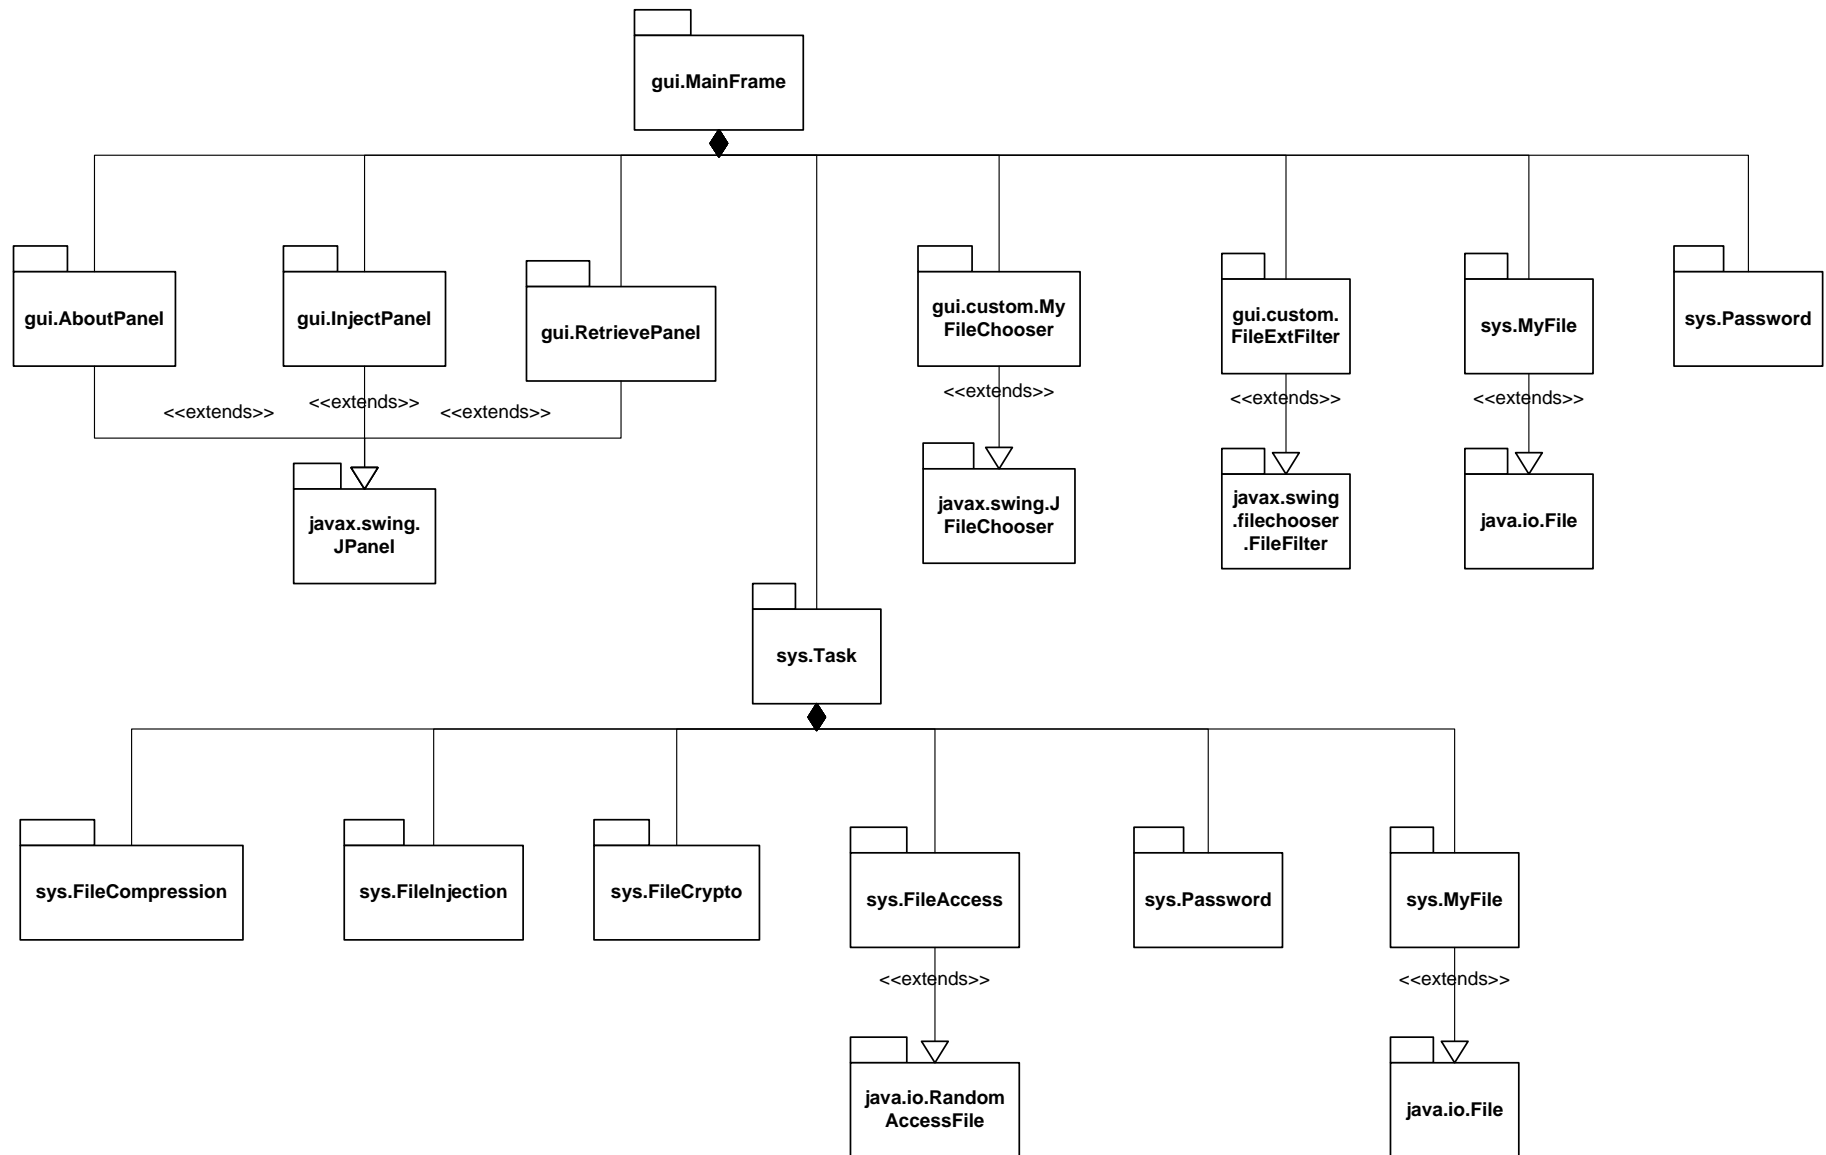 gui.MainFrame
gui.AboutPanel
gui.InjectPanel
gui.RetrievePanel
gui.custom.My
FileChooser
gui.custom.
FileExtFilter
sys.MyFile
sys.Password
<<extends>>
<<extends>>
<<extends>>
<<extends>>
<<extends>>
<<extends>>
javax.swing.
JPanel
javax.swing.J
FileChooser
javax.swing
.filechooser
.FileFilter
java.io.File
sys.Task
sys.FileCompression
sys.FileInjection
sys.FileCrypto
sys.FileAccess
sys.Password
sys.MyFile
<<extends>>
<<extends>>
java.io.Random
AccessFile
java.io.File